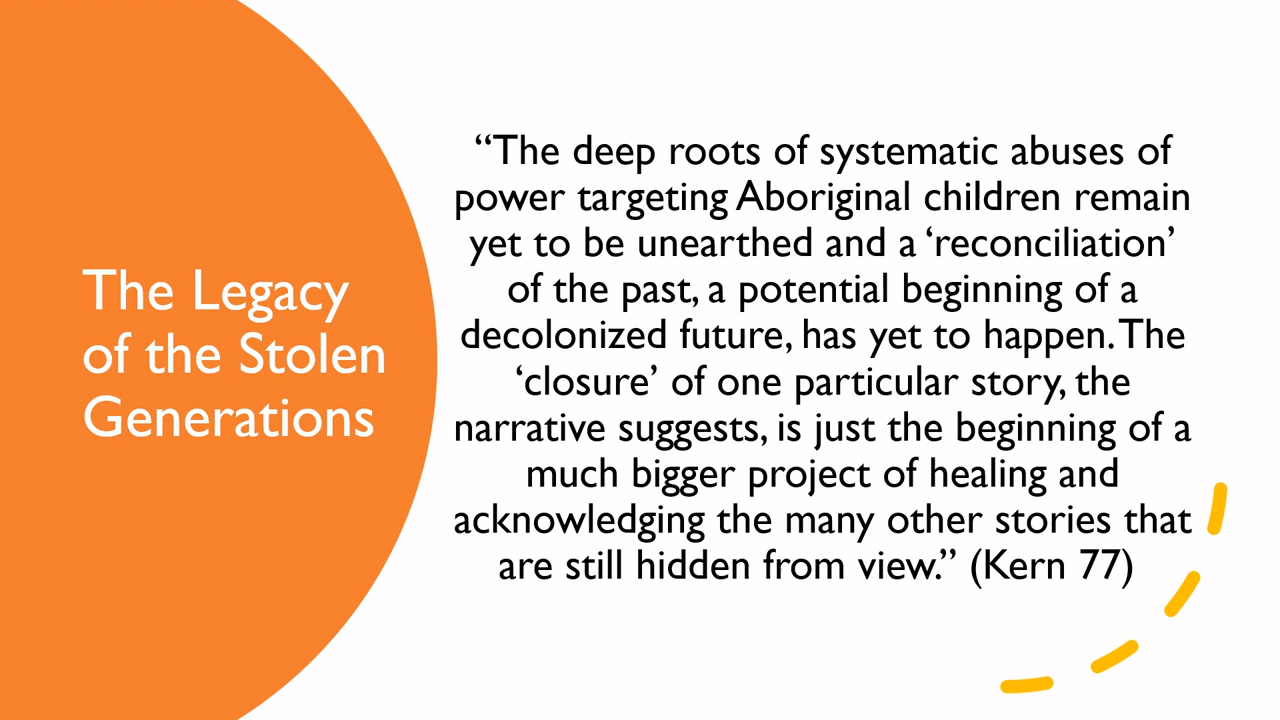 The Legacy
of the Stolen
Generations
“The deep roots of systematic abuses of
power targeting Aboriginal children remain
yet to be unearthed and a ‘reconciliation’
of the past, a potential beginning of a
decolonized future, has yet to happen. The
‘closure’ of one particular story, the
narrative suggests, is just the beginning of a
much bigger project of healing and
acknowledging the many other stories that
are still hidden from view.” (Kern 77)